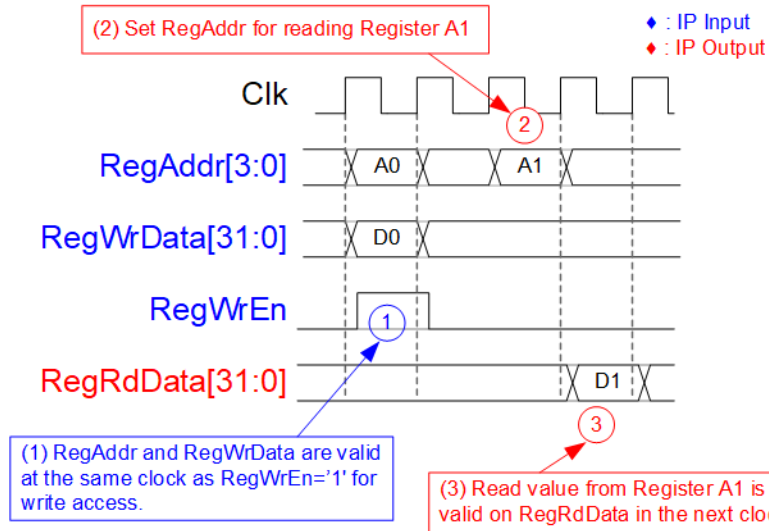 (2) Set RegAddr for reading Register A1
♦ : IP Input
♦ : IP Output
Clk
2
RegAddr[3:0]
A0
A1
RegWrData[31:0]
D0
RegWrEn
1
RegRdData[31:0]
D1
3
(1) RegAddr and RegWrData are valid
at the same clock as RegWrEn='1' for
write access.
(3) Read value from Register A1 is
valid on RegRdData in the next